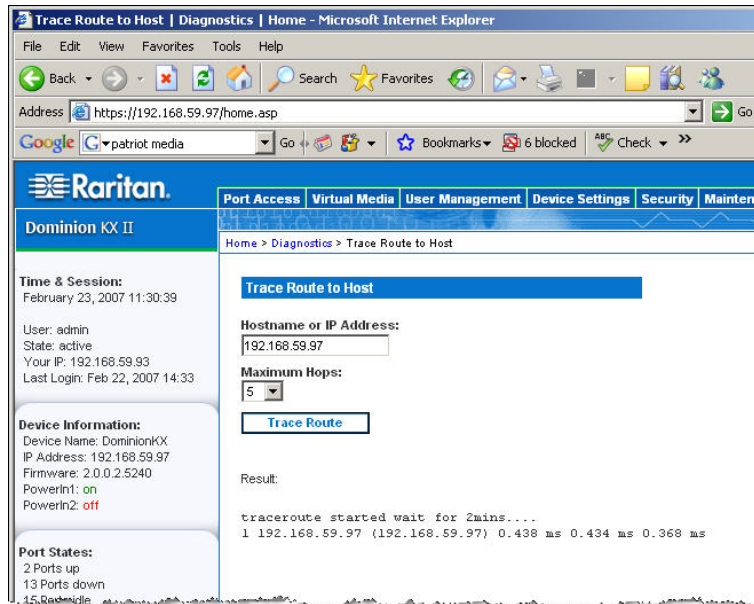 Trace Route to Host | Diagnostics | Home - Microsoft Internet Explorer
File Edit View Favorites Tools Help
Back Search Favorites
Address https://192.168.59.97/home.asp Go
Google G patriot media Go Bookmarks 6 blocked ABC Check »
Raritan.
Port Access Virtual Media User Management Device Settings Security Mainten
Dominion KX II
Home > Diagnostics > Trace Route to Host
Time & Session:
February 23, 2007 11:30:39
User: admin
State: active
Your IP: 192.168.59.93
Last Login: Feb 22, 2007 14:33
Device Information:
Device Name: DominionKX
IP Address: 192.168.59.97
Firmware: 2.0.0.2.5240
PowerIn1: on
PowerIn2: off
Port States:
2 Ports up
13 Ports down
Trace Route to Host
Hostname or IP Address:
192.168.59.97
Maximum Hops:
5
Trace Route
Result:
traceroute started wait for 2mins....
1 192.168.59.97 (192.168.59.97) 0.438 ms 0.434 ms 0.368 ms